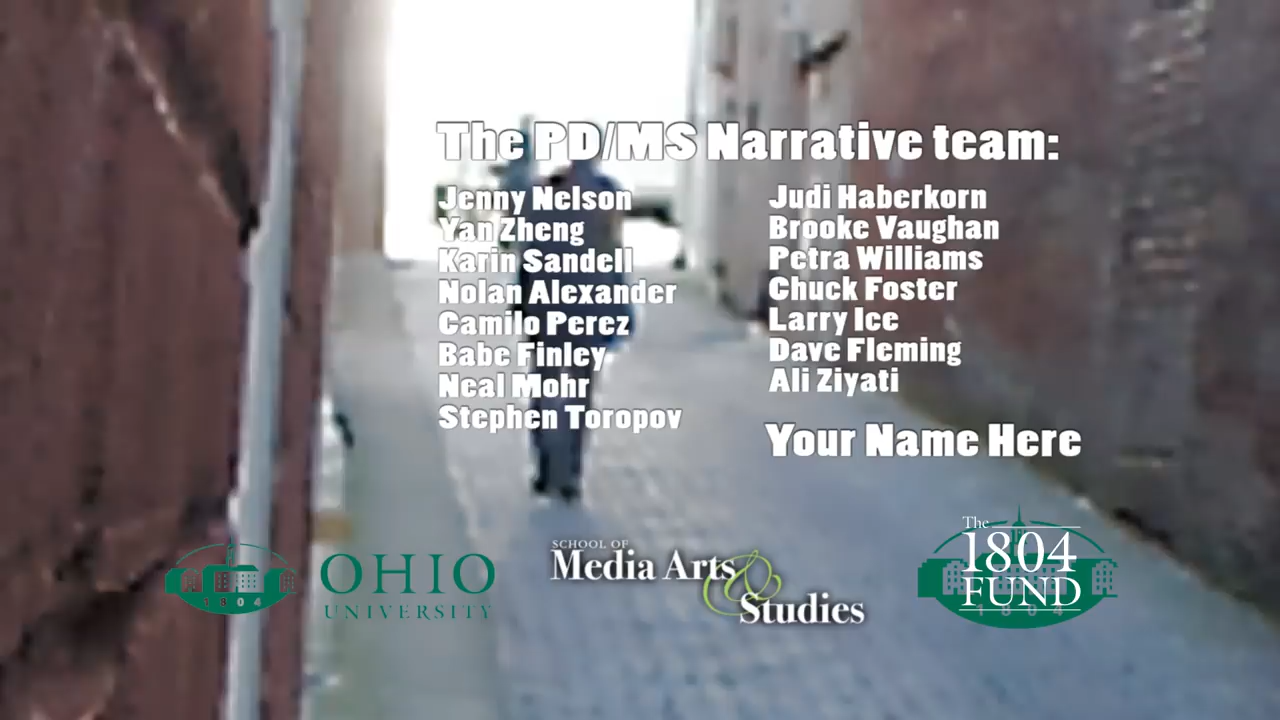 The PD/MS Narrative team:
Jenny Nelson
Yan Zheng
Karin Sandell
Nolan Alexander
Camilo Perez
Babe Finley
Neal Mohr
Stephen Toropov
Judi Haberkorn
Brooke Vaughan
Petra Williams
Chuck Foster
Larry Ice
Dave Fleming
Ali Ziyati
Your Name Here
1804
OHIO
UNIVERSITY
SCHOOL OF
Media Arts &
Studies
The
1804
FUND
1804